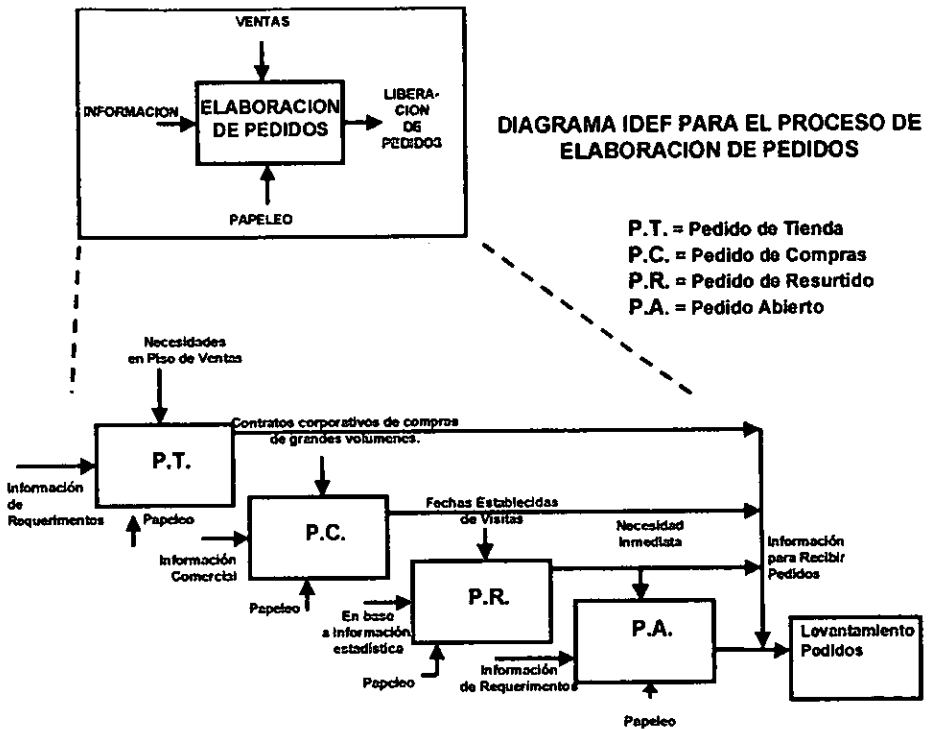 VENTAS
INFORMACION
ELABORACION
DE PEDIDOS
LIBERA-
CION
DE
PEDIDOS
PAPELEO
DIAGRAMA IDEF PARA EL PROCESO DE
ELABORACION DE PEDIDOS
P.T. = Pedido de Tienda
P.C. = Pedido de Compras
P.R. = Pedido de Resurtido
P.A. = Pedido Abierto
Necesidades
en Piso de Ventas
Contratos corporativos de compras
de grandes volumenes.
P.T.
Información
de
Requerimentos
Papeleo
Fechas Establecidas
de Visitas
P.C.
Información
Comercial
Papeleo
Necesidad
Inmediata
Información
para Recibir
Pedidos
P.R.
En base
a Información
estadística
Papeleo
P.A.
Información
de Requerimentos
Papeleo
Levantamiento
Pedidos